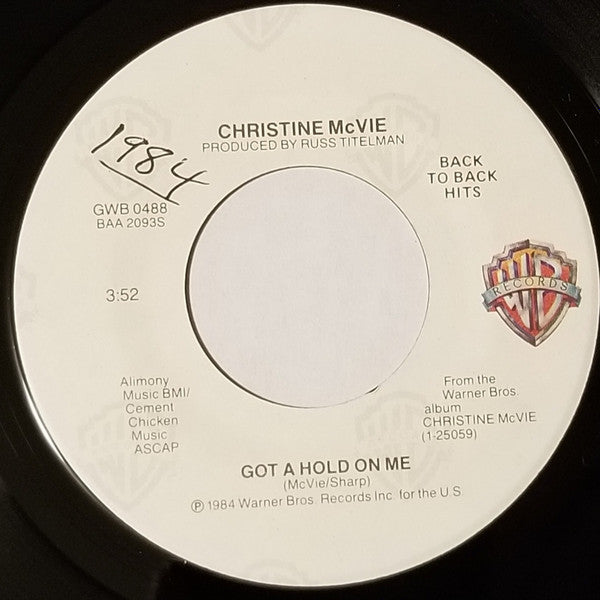 CHRISTINE McVIE
PRODUCED BY RUSS TITELMAN
1984
BACK
TO BACK
HITS
GWB 0488
BAA 2093S
3:52
WB
RECORDS
Alimony
Music BMI/
Cement
Chicken
Music
ASCAP
From the
Warner Bros.
album
CHRISTINE McVIE
(1-25059)
GOT A HOLD ON ME
(McVie/Sharp)
℗ 1984 Warner Bros. Records Inc. for the U.S.